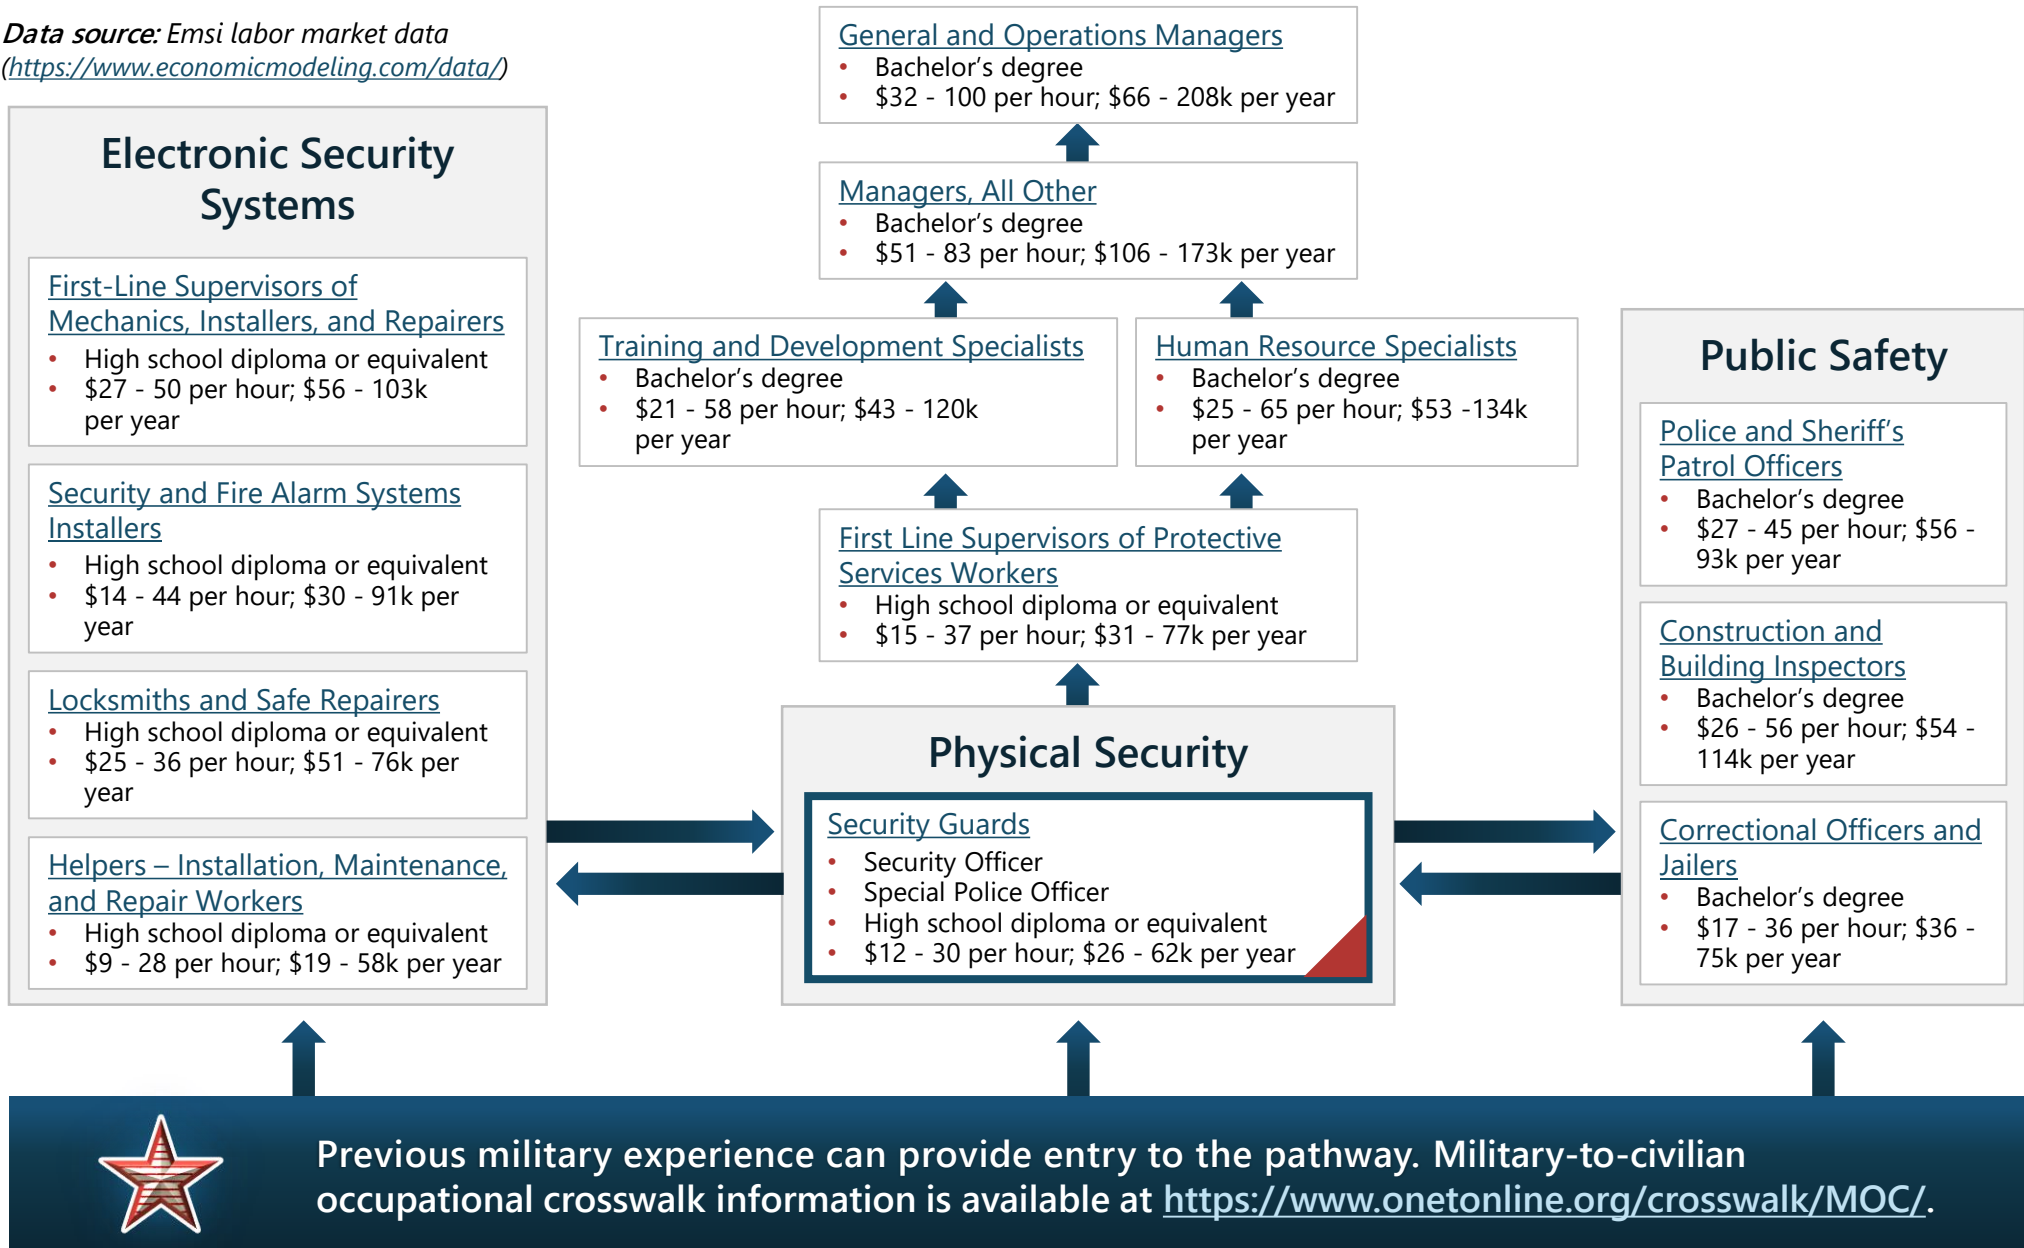 Data source: Emsi labor market data
(https://www.economicmodeling.com/data/)
Electronic Security
Systems
First-Line Supervisors of
Mechanics, Installers, and Repairers
• High school diploma or equivalent
• $27 - 50 per hour; $56 - 103k
per year
Security and Fire Alarm Systems
Installers
• High school diploma or equivalent
• $14 - 44 per hour; $30 - 91k per
year
Locksmiths and Safe Repairers
• High school diploma or equivalent
• $25 - 36 per hour; $51 - 76k per
year
Helpers – Installation, Maintenance,
and Repair Workers
• High school diploma or equivalent
• $9 - 28 per hour; $19 - 58k per year
General and Operations Managers
• Bachelor’s degree
• $32 - 100 per hour; $66 - 208k per year
Managers, All Other
• Bachelor’s degree
• $51 - 83 per hour; $106 - 173k per year
Training and Development Specialists
• Bachelor’s degree
• $21 - 58 per hour; $43 - 120k
per year
Human Resource Specialists
• Bachelor’s degree
• $25 - 65 per hour; $53 -134k
per year
First Line Supervisors of Protective
Services Workers
• High school diploma or equivalent
• $15 - 37 per hour; $31 - 77k per year
Physical Security
Security Guards
• Security Officer
• Special Police Officer
• High school diploma or equivalent
• $12 - 30 per hour; $26 - 62k per year
Public Safety
Police and Sheriff’s
Patrol Officers
• Bachelor’s degree
• $27 - 45 per hour; $56 -
93k per year
Construction and
Building Inspectors
• Bachelor’s degree
• $26 - 56 per hour; $54 -
114k per year
Correctional Officers and
Jailers
• Bachelor’s degree
• $17 - 36 per hour; $36 -
75k per year
Previous military experience can provide entry to the pathway. Military-to-civilian
occupational crosswalk information is available at https://www.onetonline.org/crosswalk/MOC/.